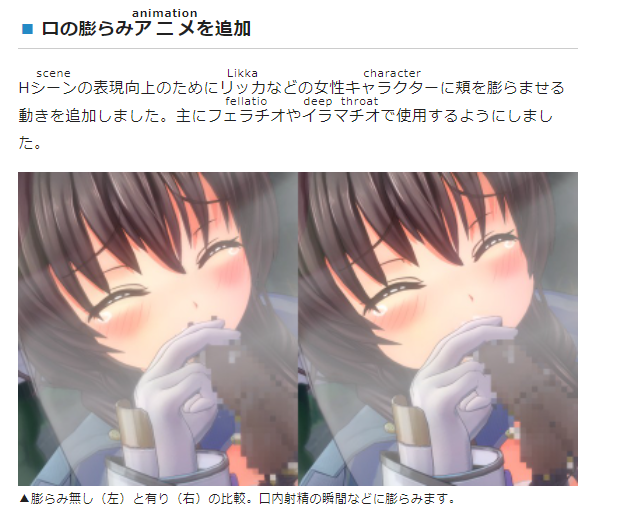 animation
■ 口の膨らみアニメを追加
scene Likka character
Hシーンの表現向上のためにリッカなどの女性キャラクターに頬を膨らませる
fellatio deep throat
動きを追加しました。主にフェラチオやイラマチオで使用するようにしまし
た。
▲膨らみ無し（左）と有り（右）の比較。口内射精の瞬間などに膨らみます。